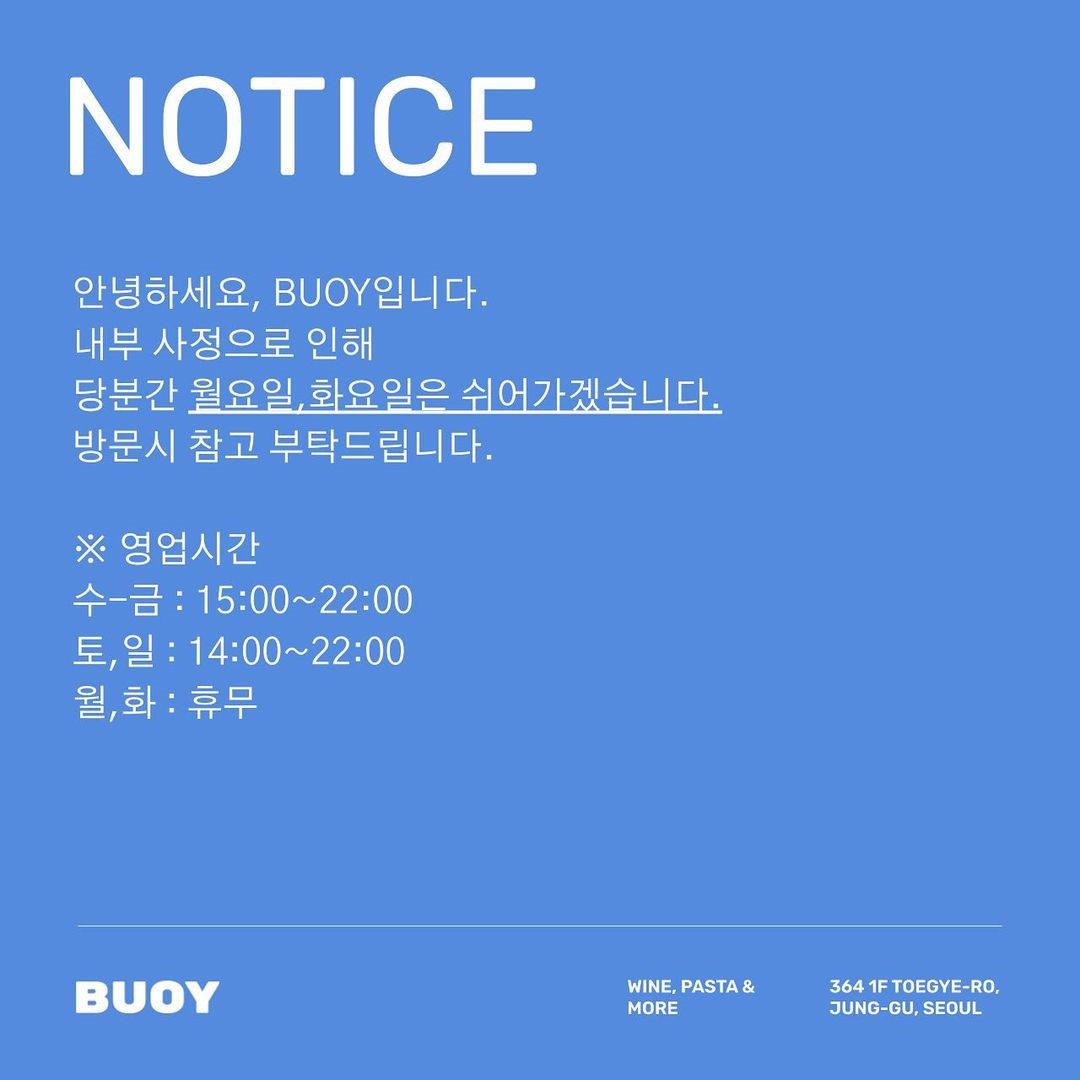 NOTICE
안녕하세요, BUOY입니다.
내부 사정으로 인해
당분간 월요일,화요일은 쉬어가겠습니다.
방문시 참고 부탁드립니다.
※ 영업시간
수-금 : 15:00~22:00
토,일 : 14:00~22:00
월,화 : 휴무
BUOY
WINE, PASTA &
MORE
364 1F TOEGYE-RO,
JUNG-GU, SEOUL